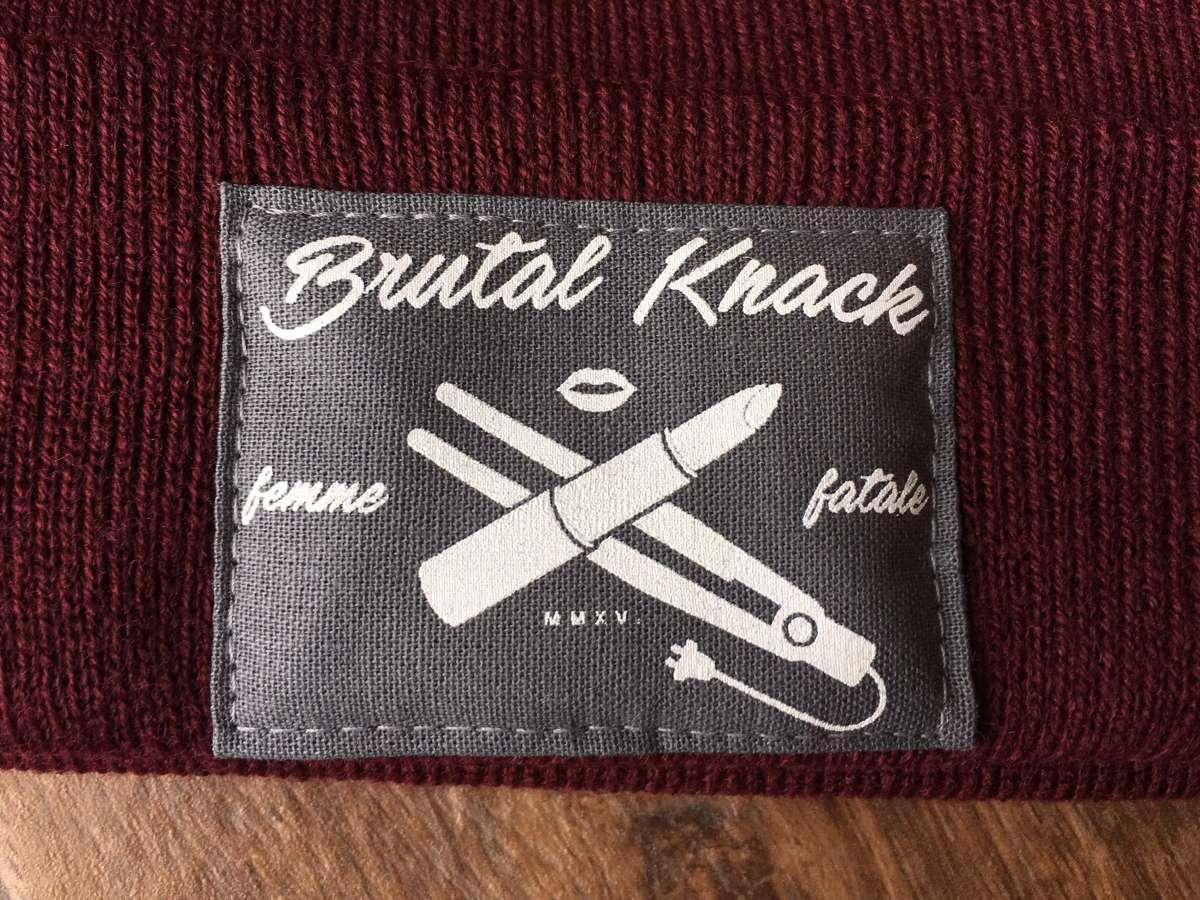 Brutal Knack
femme fatale
MMXV.